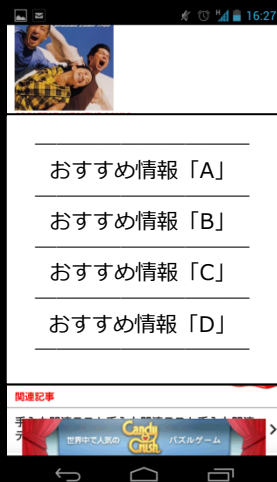 16:27
おすすめ情報「A」
おすすめ情報「B」
おすすめ情報「C」
おすすめ情報「D」
関連記事
世界中で人気の Candy Crush パズルゲーム